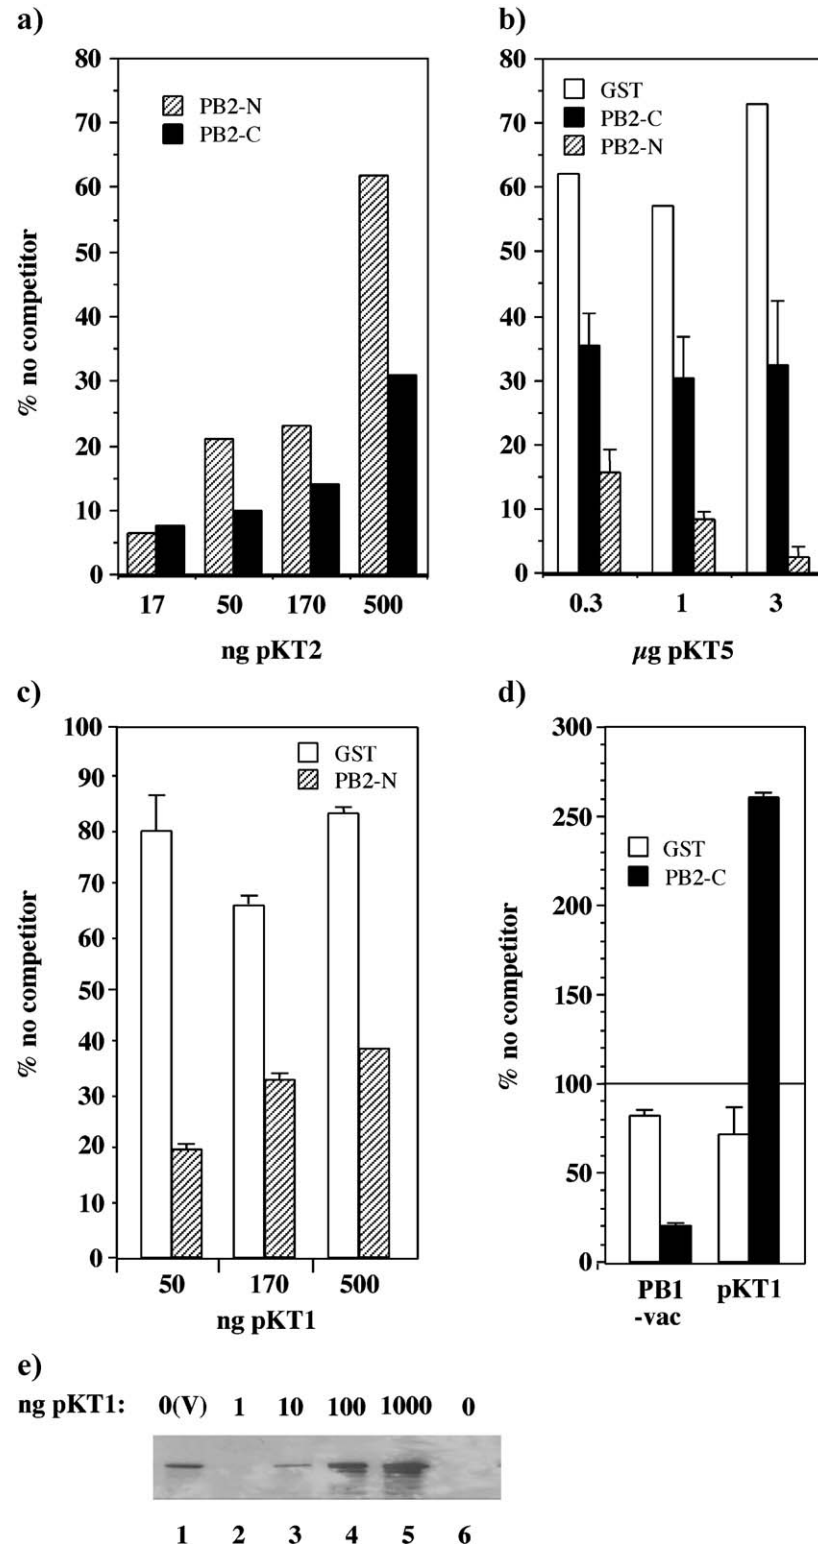 a)
80
70
60
50
40
30
20
10
0
% no competitor
PB2-N
PB2-C
17 50 170 500
ng pKT2
b)
80
70
60
50
40
30
20
10
0
GST
PB2-C
PB2-N
0.3 1 3
µg pKT5
c)
100
90
80
70
60
50
40
30
20
10
0
% no competitor
GST
PB2-N
50 170 500
ng pKT1
d)
300
250
200
150
100
50
0
% no competitor
GST
PB2-C
PB1 pKT1
-vac
e)
ng pKT1: 0(V) 1 10 100 1000 0
1 2 3 4 5 6